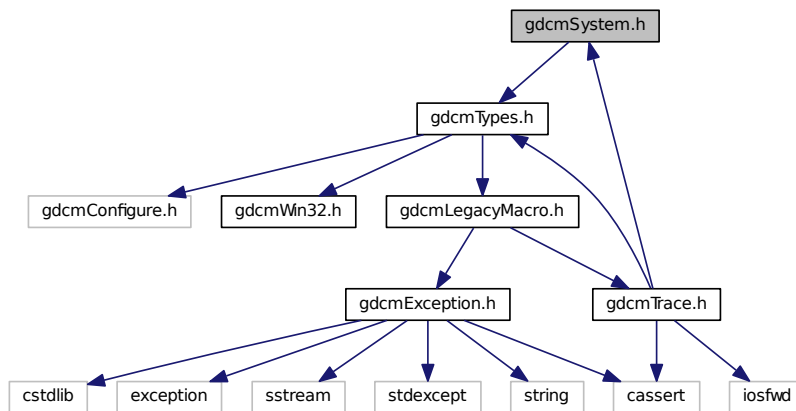 gdcmSystem.h
gdcmTypes.h
gdcmConfigure.h
gdcmWin32.h
gdcmLegacyMacro.h
gdcmException.h
gdcmTrace.h
cstdlib
exception
sstream
stdexcept
string
cassert
iosfwd